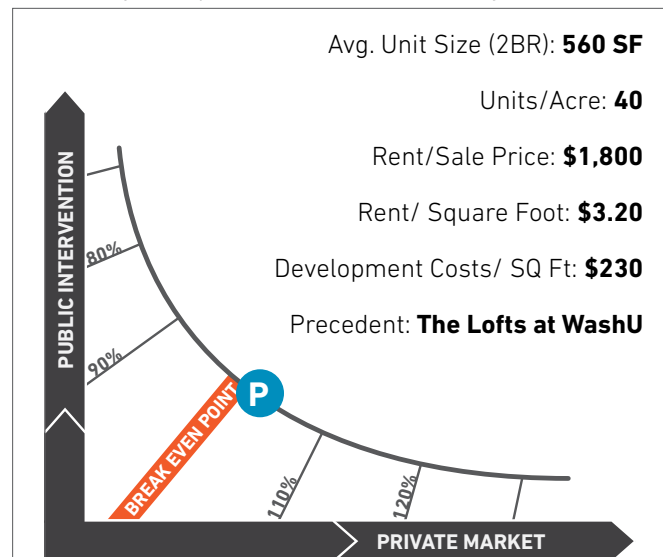 Avg. Unit Size (2BR): 560 SF
Units/Acre: 40
Rent/Sale Price: $1,800
Rent/ Square Foot: $3.20
Development Costs/ SQ Ft: $230
Precedent: The Lofts at WashU
PUBLIC INTERVENTION
80%
90%
BREAK EVEN POINT
P
110%
120%
PRIVATE MARKET